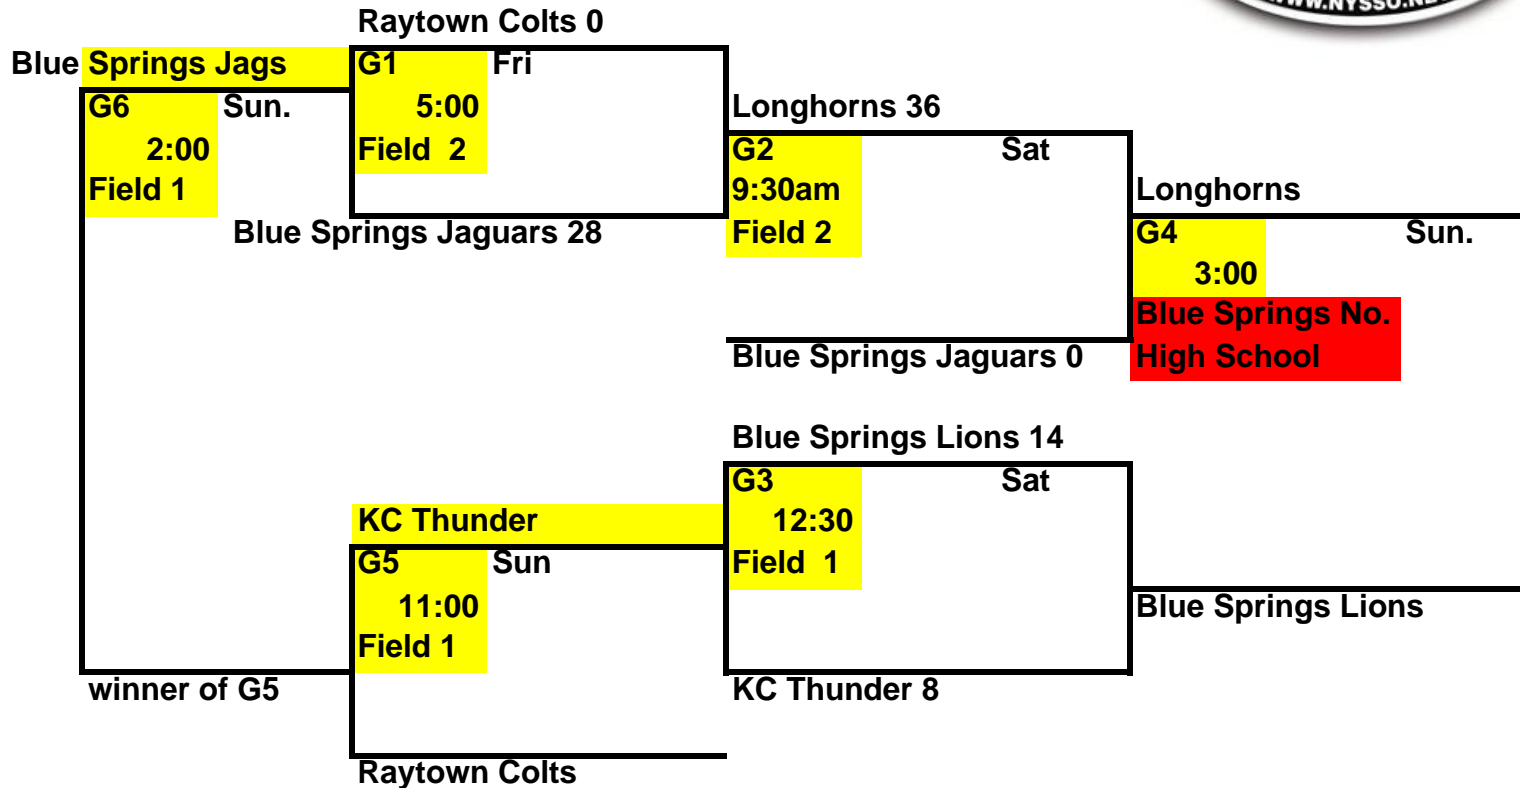 WWW.NYSSO.NE
Raytown Colts 0
Blue Springs Jags
G1 Fri
G6 Sun.
5:00
Longhorns 36
2:00
Field 2
G2 Sat
Field 1
9:30am
Longhorns
Blue Springs Jaguars 28
Field 2
G4 Sun.
3:00
Blue Springs No.
Blue Springs Jaguars 0
High School
Blue Springs Lions 14
G3 Sat
KC Thunder
12:30
G5 Sun
Field 1
11:00
Blue Springs Lions
Field 1
winner of G5
KC Thunder 8
Raytown Colts